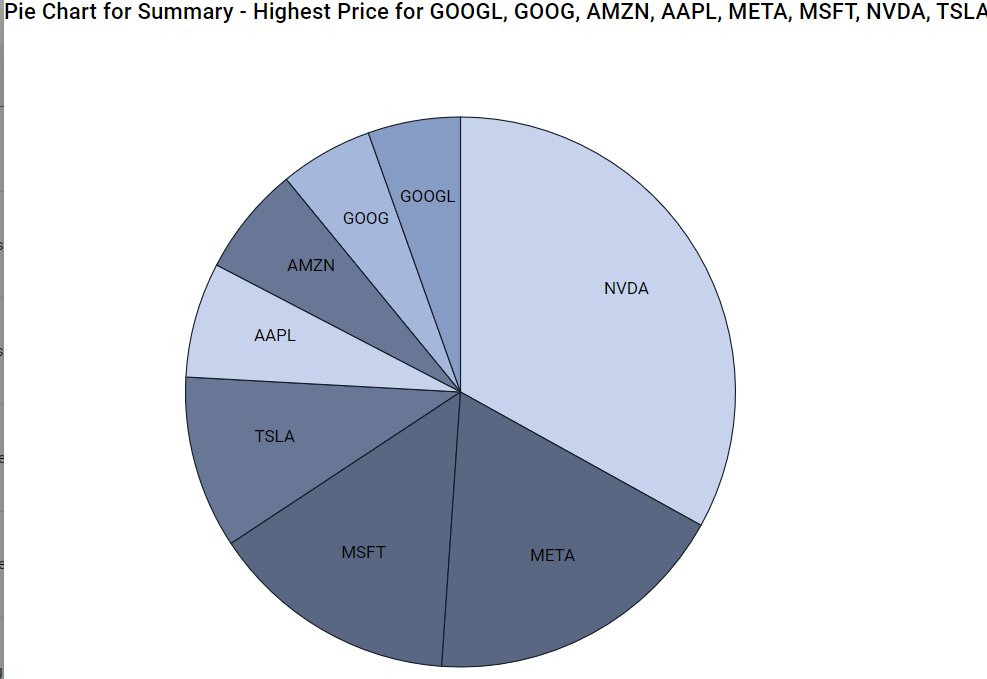 Pie Chart for Summary - Highest Price for GOOGL, GOOG, AMZN, AAPL, META, MSFT, NVDA, TSLA
GOOGL
GOOG
AMZN
NVDA
AAPL
TSLA
MSFT
META